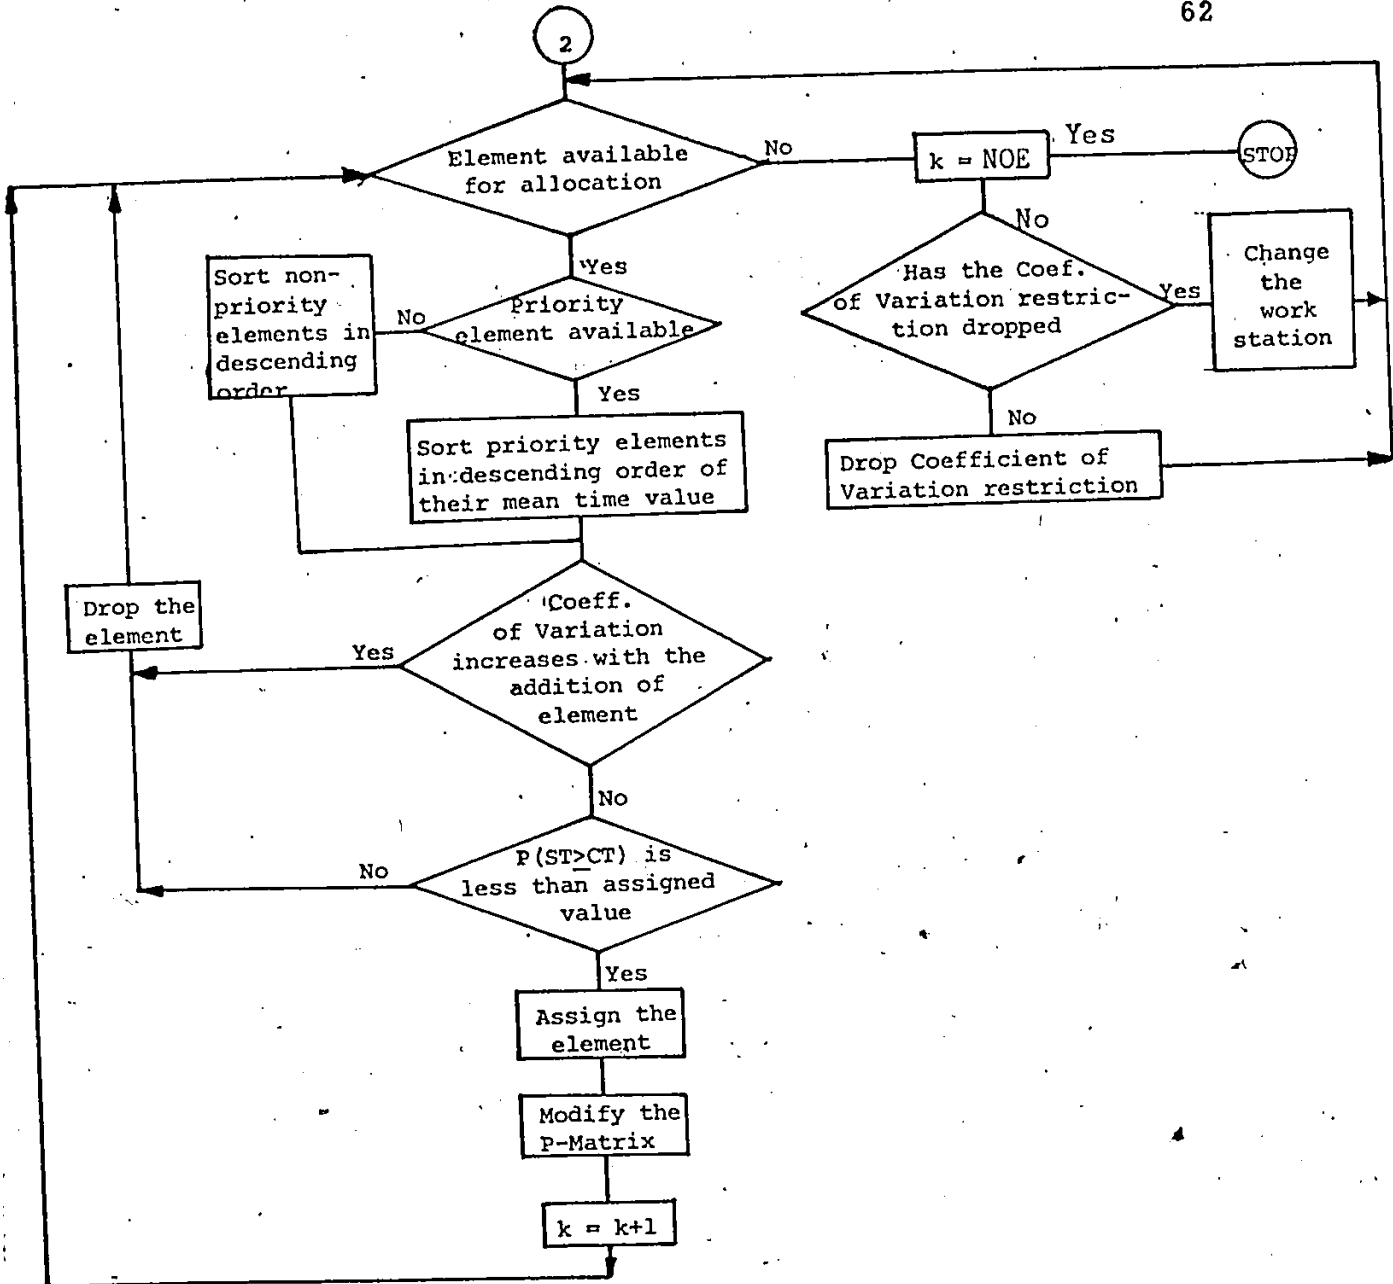 62
2
Element available
for allocation
No
k = NOE
Yes
STOP
Yes
No
Sort non-
priority
elements in
descending
order
No
Priority
element available
Has the Coef.
of Variation restric-
tion dropped
Yes
Change
the
work
station
Yes
No
Sort priority elements
in descending order of
their mean time value
Drop Coefficient of
Variation restriction
Drop the
element
Coeff.
of Variation
increases with the
addition of
element
Yes
No
P(ST≥CT) is
less than assigned
value
No
Yes
Assign the
element
Modify the
P-Matrix
k = k+1